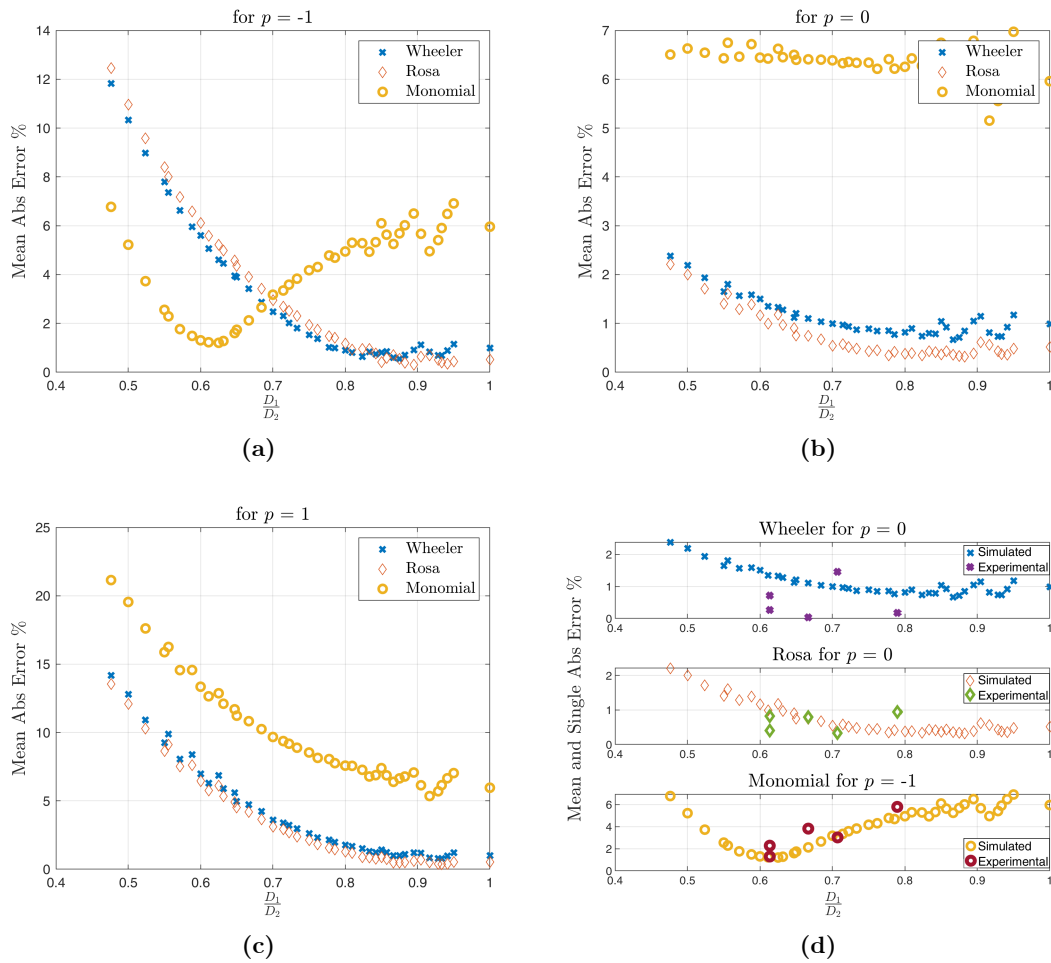 for p = -1
Mean Abs Error %
14
12
10
8
6
4
2
0
0.4
0.5
0.6
0.7
0.8
0.9
1
D₁
D₂
Wheeler
Rosa
Monomial
(a)
for p = 0
Mean Abs Error %
7
6
5
4
3
2
1
0
0.4
0.5
0.6
0.7
0.8
0.9
1
D₁
D₂
Wheeler
Rosa
Monomial
(b)
for p = 1
Mean Abs Error %
25
20
15
10
5
0
0.4
0.5
0.6
0.7
0.8
0.9
1
D₁
D₂
Wheeler
Rosa
Monomial
(c)
Mean and Single Abs Error %
Wheeler for p = 0
2
1
0
0.4
0.5
0.6
0.7
0.8
0.9
1
Simulated
Experimental
Rosa for p = 0
2
1
0
0.4
0.5
0.6
0.7
0.8
0.9
1
Simulated
Experimental
Monomial for p = -1
6
4
2
0
0.4
0.5
0.6
0.7
0.8
0.9
1
Simulated
Experimental
D₁
D₂
(d)